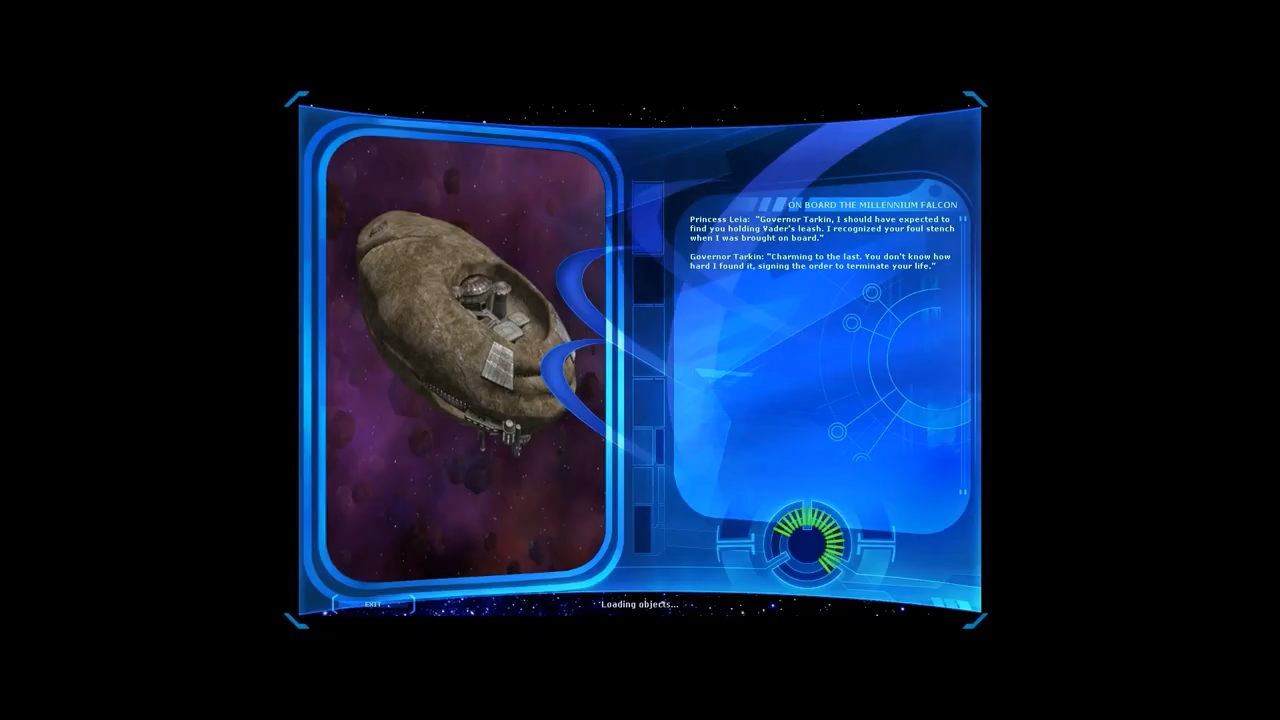 ON BOARD THE MILLENNIUM FALCON
Princess Leia: "Governor Tarkin, I should have expected to
find you holding Vader's leash. I recognized your foul stench
when I was brought on board."
Governor Tarkin: "Charming to the last. You don't know how
hard I found it, signing the order to terminate your life."
EXIT
Loading objects...